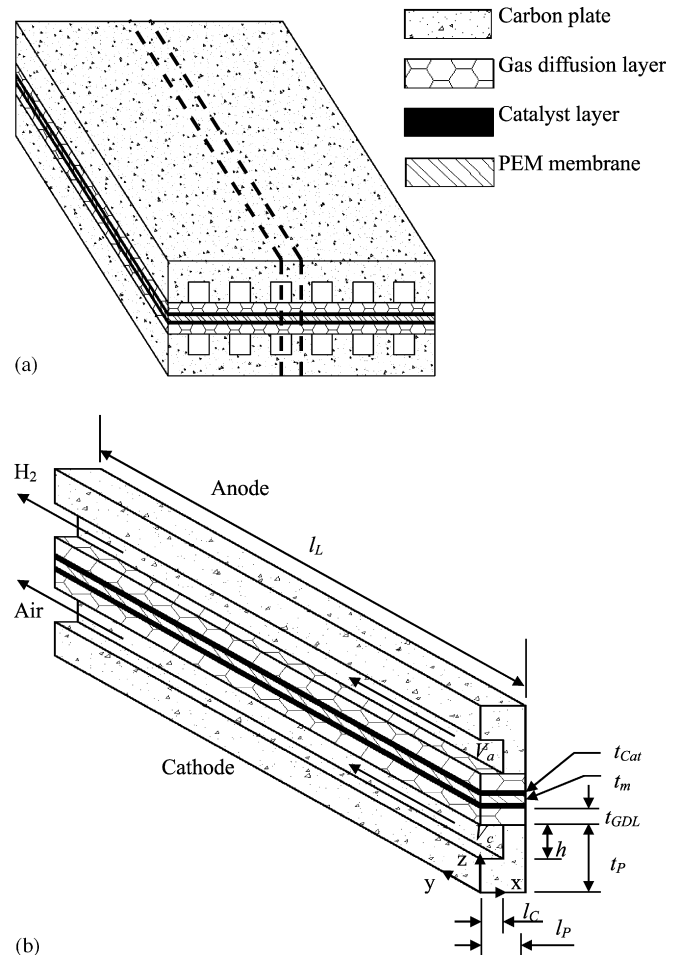 Carbon plate
Gas diffusion layer
Catalyst layer
PEM membrane
(a)
H2
Anode
lL
Air
Va
tCat
tm
Cathode
tGDL
c
h
tP
z
y
x
lC
lP
(b)